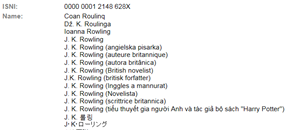 ISNI: 0000 0001 2148 628X
Name: Coan Roulinq
Dž. K. Roulinga
Ioanna Rowling
J. K. Rowling
J. K. Rowling (angielska pisarka)
J. K. Rowling (auteure britannique)
J. K. Rowling (autora britânica)
J. K. Rowling (British novelist)
J.K. Rowling (britisk forfatter)
J. K. Rowling (Inggles a mannurat)
J. K. Rowling (Novelista)
J. K. Rowling (scrittrice britannica)
J. K. Rowling (tiểu thuyết gia người Anh và tác giả bộ sách "Harry Potter")
J. K. 롤링
J・K・ローリング